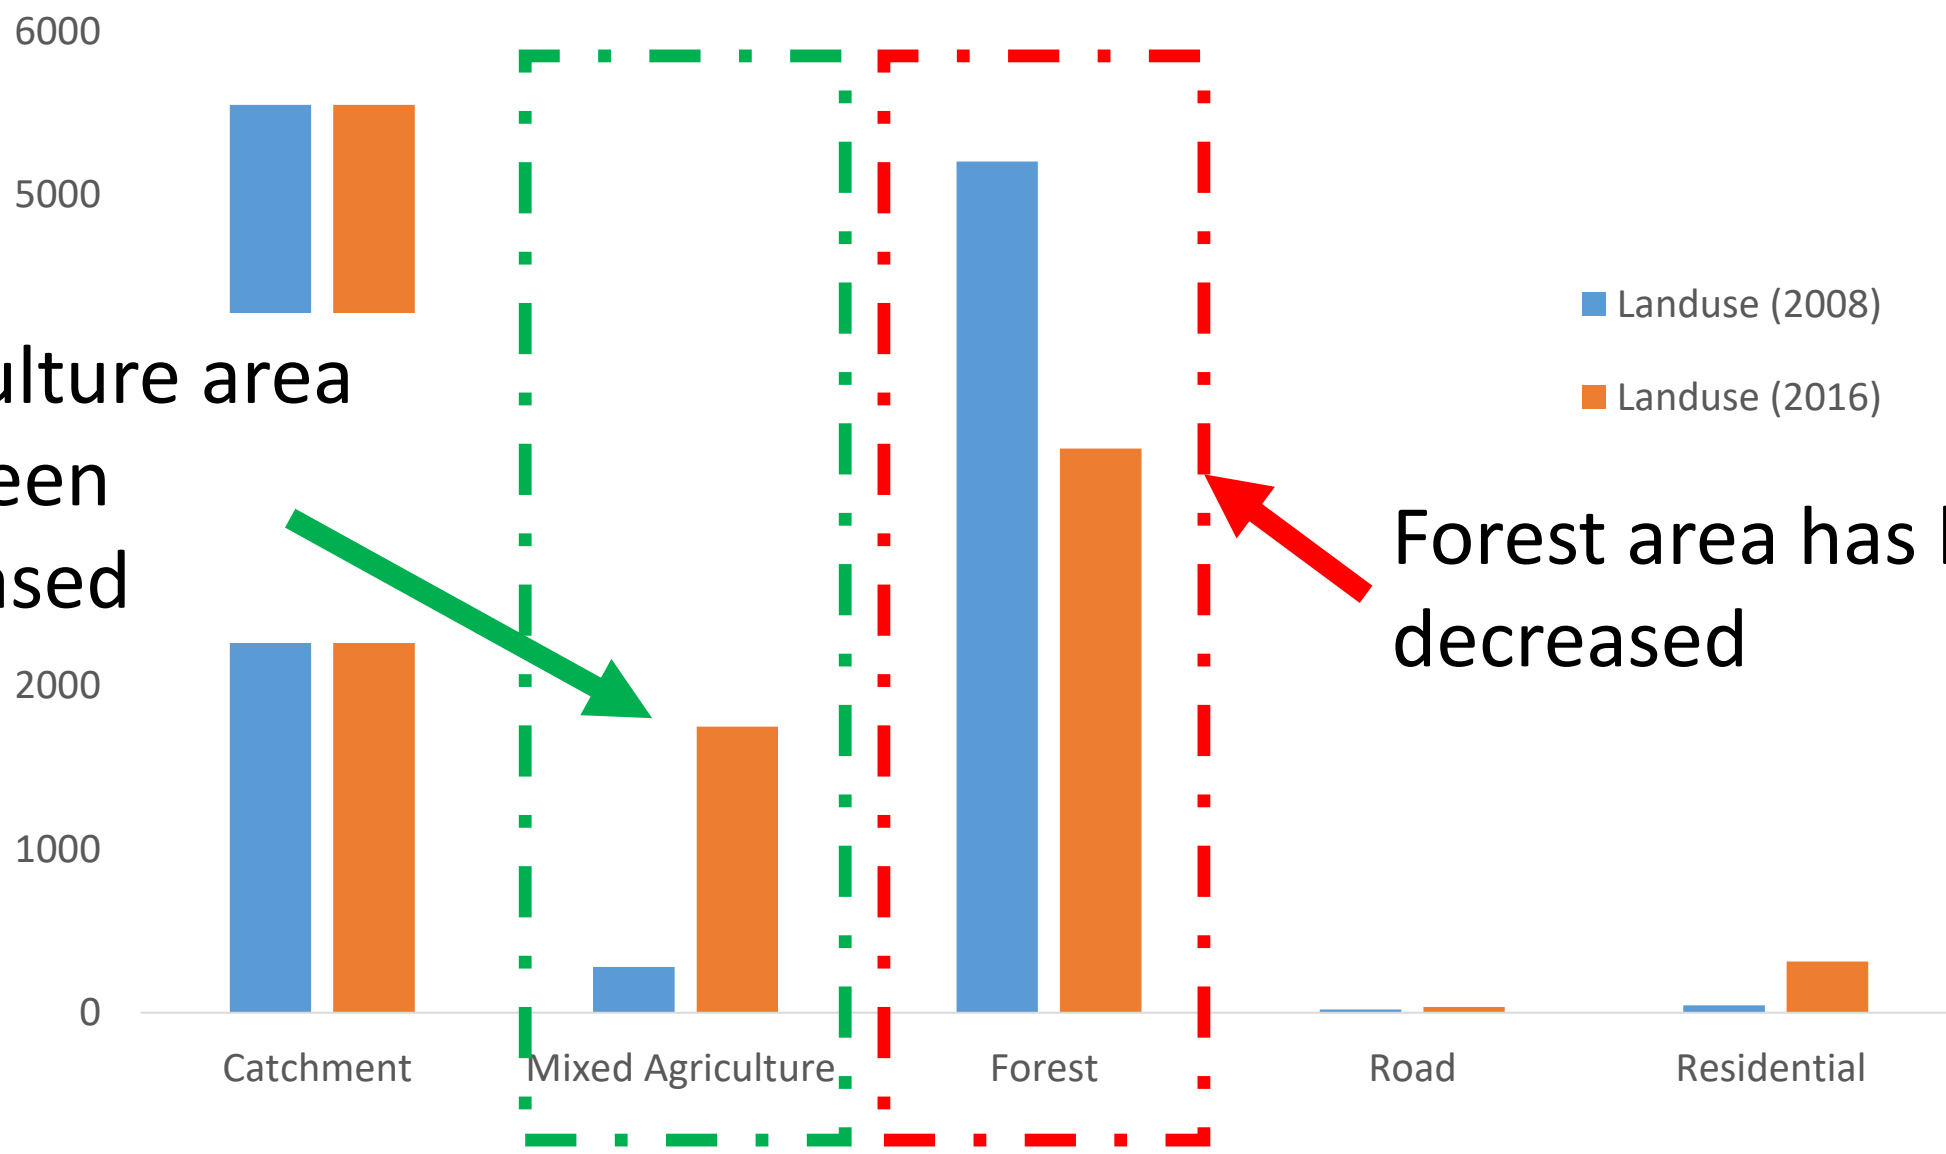 6000
5000
Landuse (2008)
Landuse (2016)
ulture area
een
ased
Forest area has
decreased
2000
1000
0
Catchment
Mixed Agriculture
Forest
Road
Residential